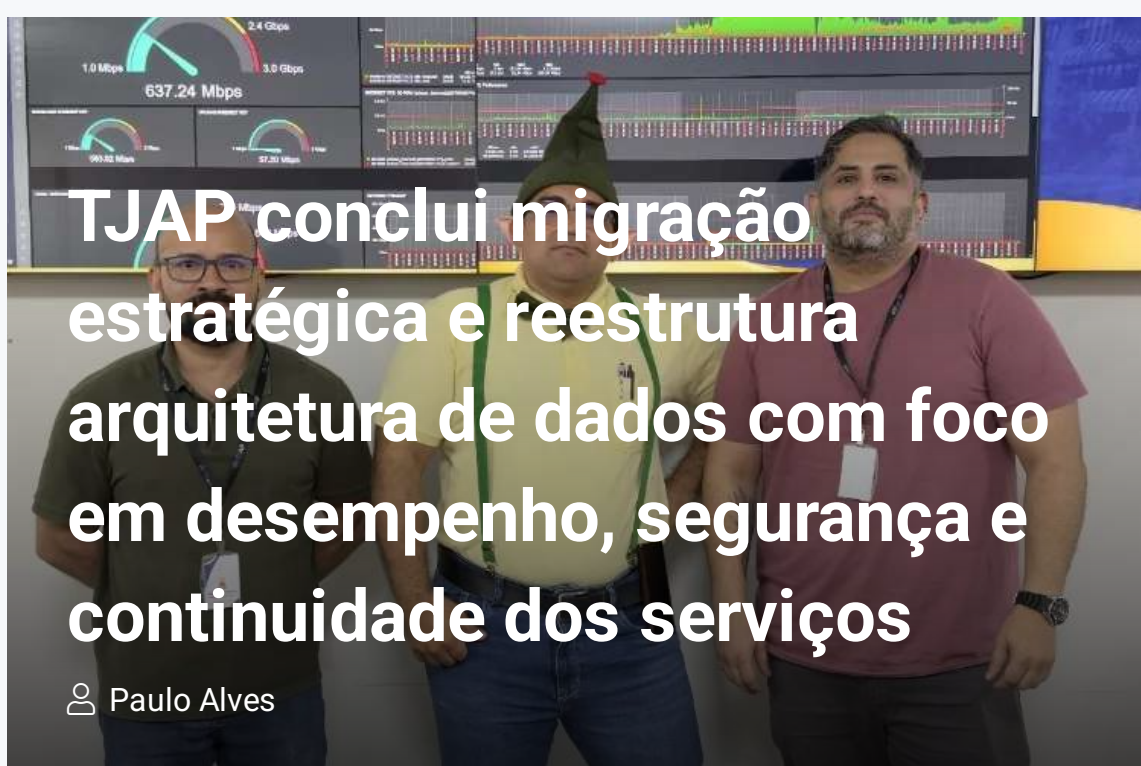 2.4 Gbps
1.0 Mbps
3.0 Gbps
637.24 Mbps
TJAP conclui migração
estratégica e reestrutura
arquitetura de dados com foco
em desempenho, segurança e
continuidade dos serviços
Paulo Alves